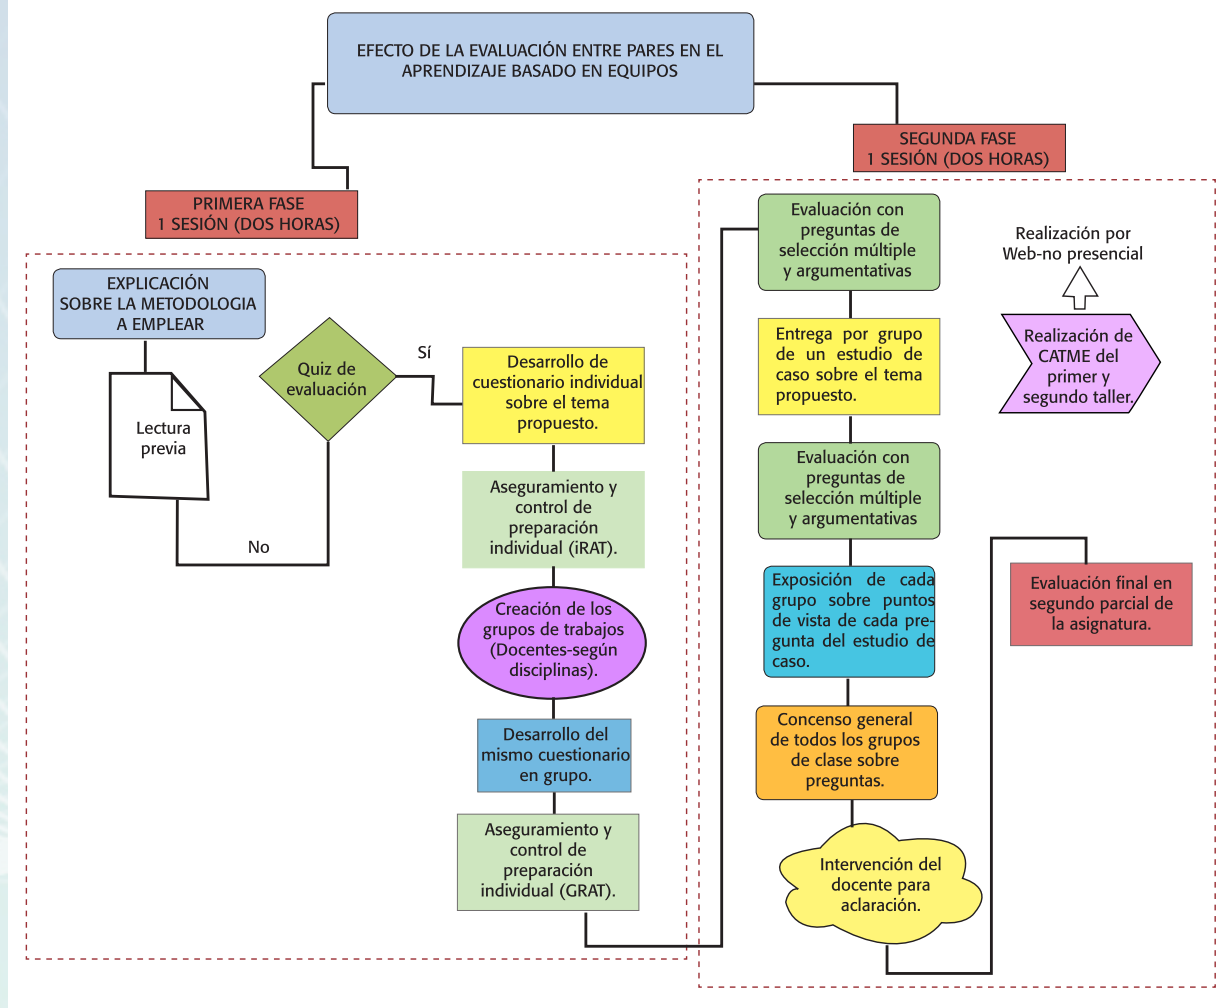 EFECTO DE LA EVALUACIÓN ENTRE PARES EN EL
APRENDIZAJE BASADO EN EQUIPOS
PRIMERA FASE
1 SESIÓN (DOS HORAS)
EXPLICACIÓN
SOBRE LA METODOLOGIA
A EMPLEAR
Lectura
previa
No
Quiz de
evaluación
Sí
Desarrollo de
cuestionario individual
sobre el tema
propuesto.
Aseguramiento y
control de
preparación
individual (iRAT).
Creación de los
grupos de trabajos
(Docentes-según
disciplinas).
Desarrollo del
mismo cuestionario
en grupo.
Aseguramiento y
control de
preparación
individual (GRAT).
SEGUNDA FASE
1 SESIÓN (DOS HORAS)
Evaluación con
preguntas de
selección múltiple
y argumentativas
Entrega por grupo
de un estudio de
caso sobre el tema
propuesto.
Evaluación con
preguntas de
selección múltiple
y argumentativas
Exposición de cada
grupo sobre puntos
de vista de cada pre-
gunta del estudio de
caso.
Concenso general
de todos los grupos
de clase sobre
preguntas.
Intervención del
docente para
aclaración.
Realización por
Web-no presencial
Realización de
CATME del
primer y
segundo taller.
Evaluación final en
segundo parcial de
la asignatura.